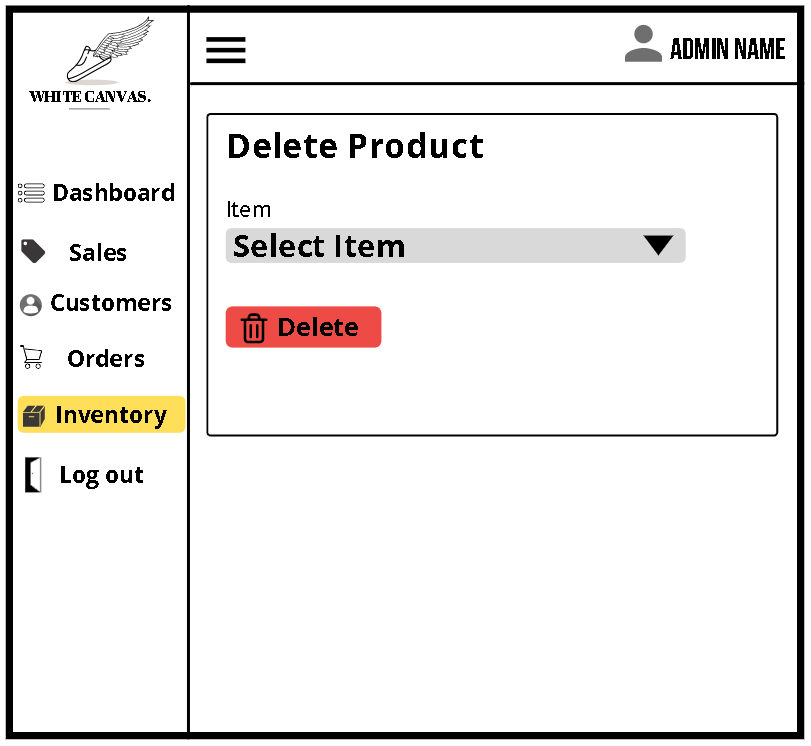 WHITE CANVAS.
ADMIN NAME
Dashboard
Sales
Customers
Orders
Inventory
Log out
Delete Product
Item
Select Item
Delete